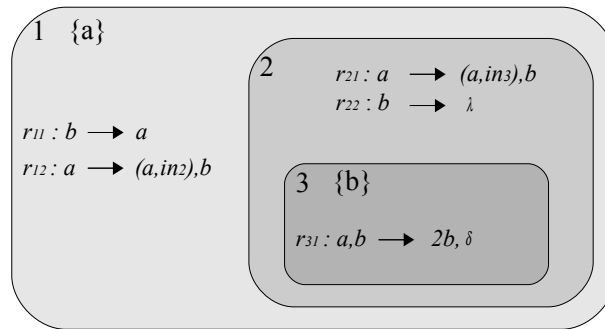 1 {a}
2
r21 : a → (a,in3),b
r22 : b → λ
r11 : b → a
r12 : a → (a,in2),b
3 {b}
r31 : a,b → 2b, δ